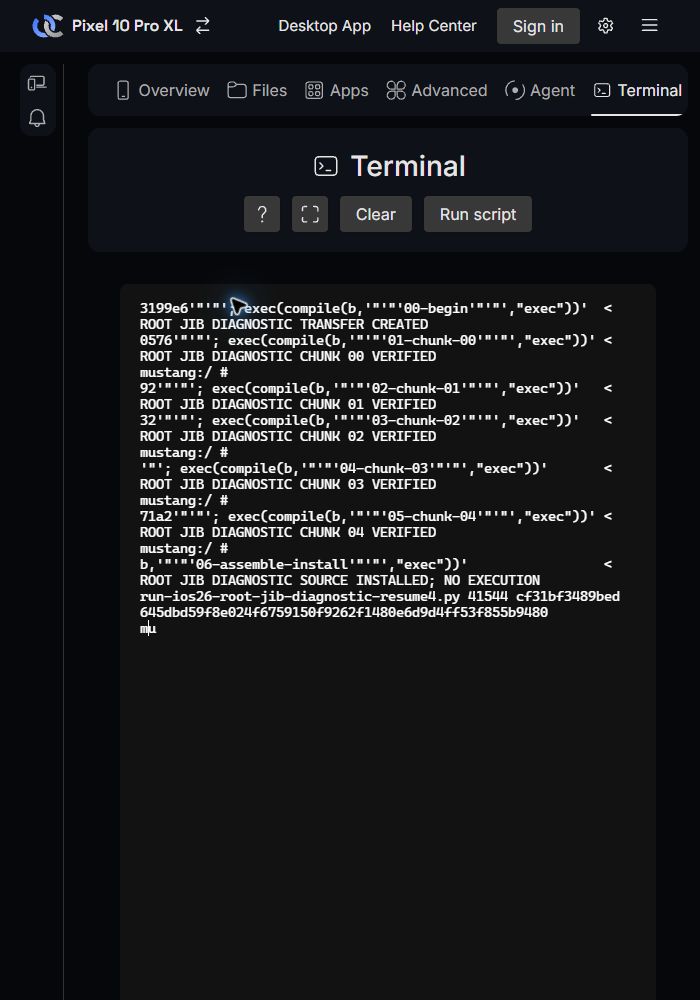 Pixel 10 Pro XL
Desktop App
Help Center
Sign in
Overview
Files
Apps
Advanced
Agent
Terminal
Terminal
?
Clear
Run script
3199e6'"'"'; exec(compile(b,'"'"'00-begin'"'"',"exec"))'  <
ROOT JIB DIAGNOSTIC TRANSFER CREATED
0576'"'"'; exec(compile(b,'"'"'01-chunk-00'"'"',"exec"))' <
ROOT JIB DIAGNOSTIC CHUNK 00 VERIFIED
mustang:/ #
92'"'"'; exec(compile(b,'"'"'02-chunk-01'"'"',"exec"))'   <
ROOT JIB DIAGNOSTIC CHUNK 01 VERIFIED
32'"'"'; exec(compile(b,'"'"'03-chunk-02'"'"',"exec"))'   <
ROOT JIB DIAGNOSTIC CHUNK 02 VERIFIED
mustang:/ #
'"'; exec(compile(b,'"'"'04-chunk-03'"'"',"exec"))'       <
ROOT JIB DIAGNOSTIC CHUNK 03 VERIFIED
mustang:/ #
71a2'"'"'; exec(compile(b,'"'"'05-chunk-04'"'"',"exec"))' <
ROOT JIB DIAGNOSTIC CHUNK 04 VERIFIED
mustang:/ #
b,'"'"'06-assemble-install'"'"',"exec"))'                 <
ROOT JIB DIAGNOSTIC SOURCE INSTALLED; NO EXECUTION
run-ios26-root-jib-diagnostic-resume4.py 41544 cf31bf3489bed
645dbd59f8e024f6759150f9262f1480e6d9d4ff53f855b9480
mu